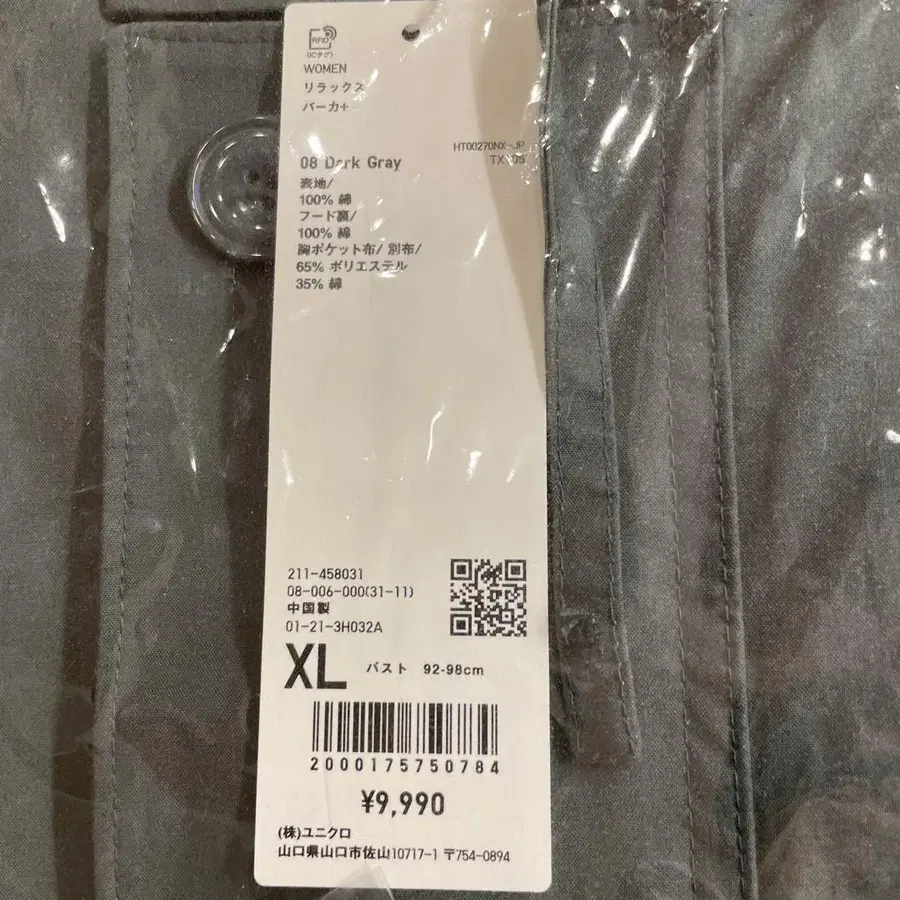 RFID
(ICタグ)
WOMEN
リラックス
パーカ+
HT00270NX-JP
08 Dark Gray
表地/
100% 綿
フード裏/
100% 綿
胸ポケット布/ 別布/
65% ポリエステル
35% 綿
211-458031
08-006-000(31-11)
中国製
01-21-3H032A
XL バスト 92-98cm
2000175750784
¥9,990
(株)ユニクロ
山口県山口市佐山10717-1 〒754-0894